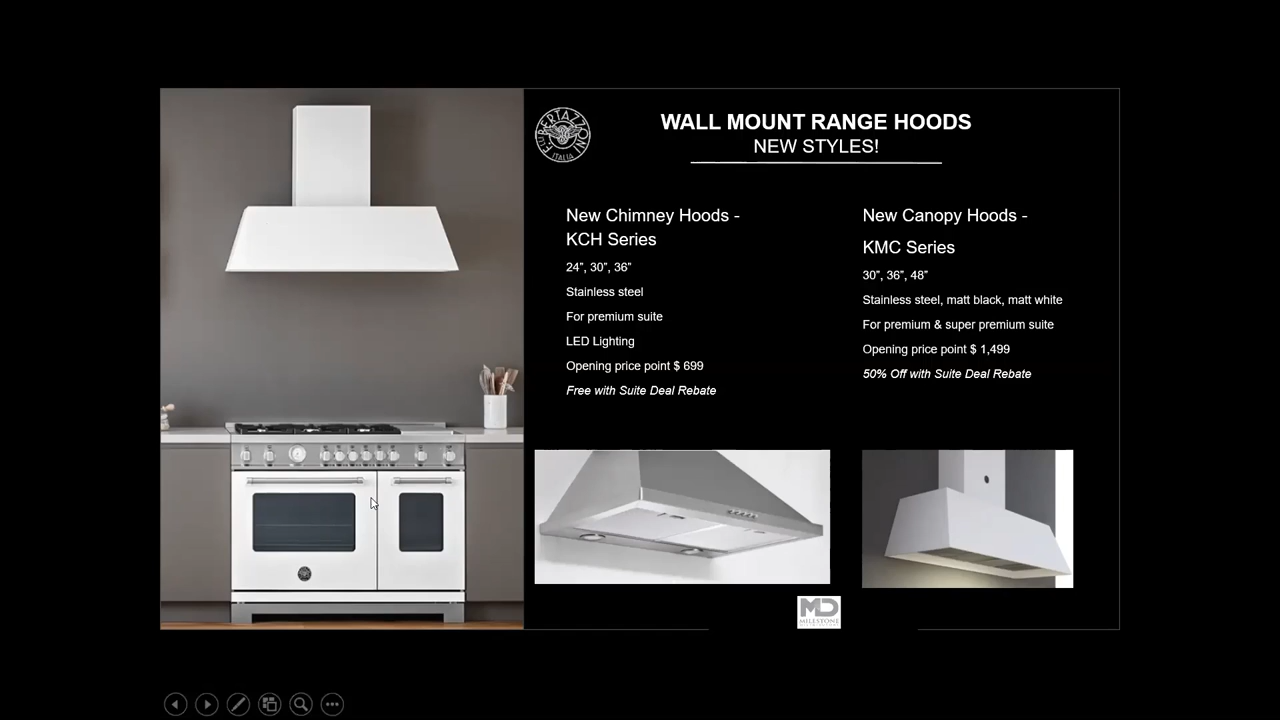 BERTAZZONI
ITALIA
WALL MOUNT RANGE HOODS
NEW STYLES!
New Chimney Hoods -
KCH Series
24”, 30”, 36”
Stainless steel
For premium suite
LED Lighting
Opening price point $ 699
Free with Suite Deal Rebate
New Canopy Hoods -
KMC Series
30”, 36”, 48”
Stainless steel, matt black, matt white
For premium & super premium suite
Opening price point $ 1,499
50% Off with Suite Deal Rebate
MD
MILESTONE